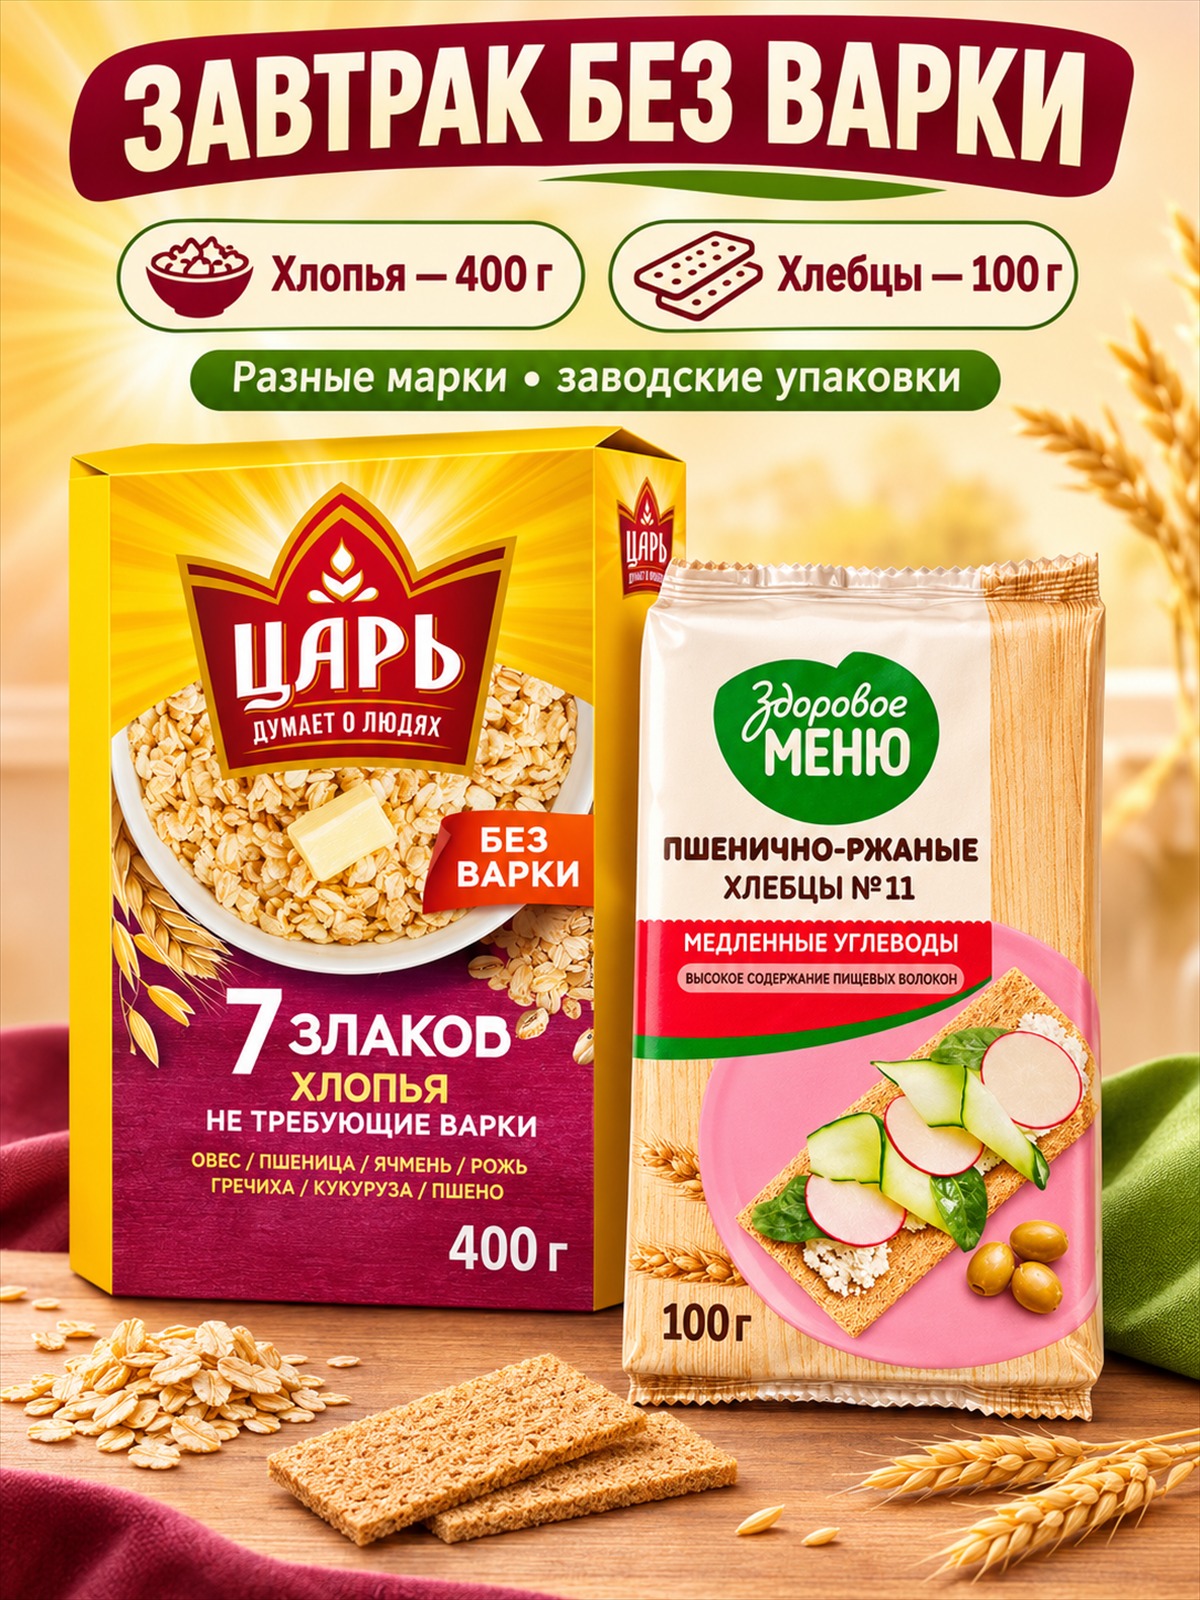 ЗАВТРАК БЕЗ ВАРКИ
Хлопья — 400 г
Хлебцы — 100 г
Разные марки • заводские упаковки
ЦАРЬ
ДУМАЕТ О ЛЮДЯХ
ЦАРЬ
БЕЗ
ВАРКИ
7 ЗЛАКОВ
ХЛОПЬЯ
НЕ ТРЕБУЮЩИЕ ВАРКИ
ОВЕС / ПШЕНИЦА / ЯЧМЕНЬ / РОЖЬ
ГРЕЧИХА / КУКУРУЗА / ПШЕНО
400 г
Здоровое
МЕНЮ
ПШЕНИЧНО-РЖАНЫЕ
ХЛЕБЦЫ №11
МЕДЛЕННЫЕ УГЛЕВОДЫ
ВЫСОКОЕ СОДЕРЖАНИЕ ПИЩЕВЫХ ВОЛОКОН
100 г